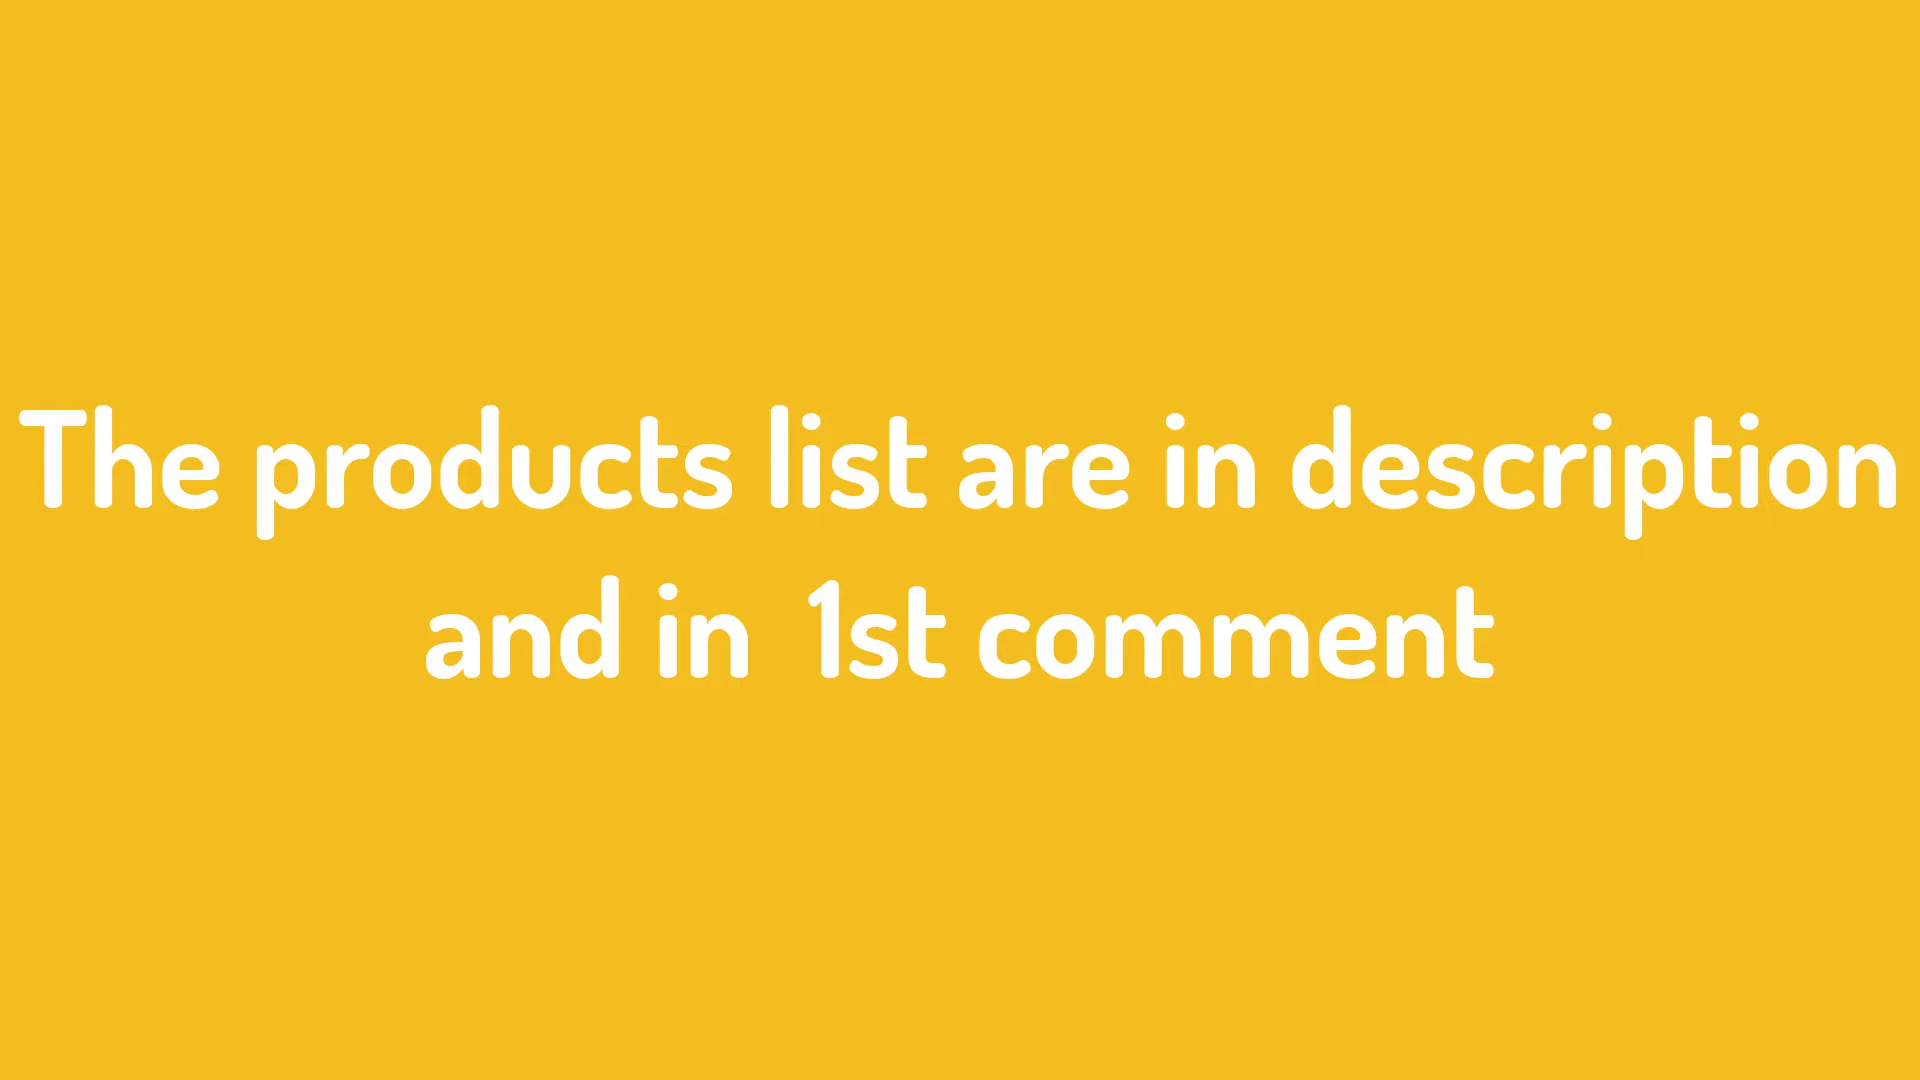 The products list are in description
and in  1st comment